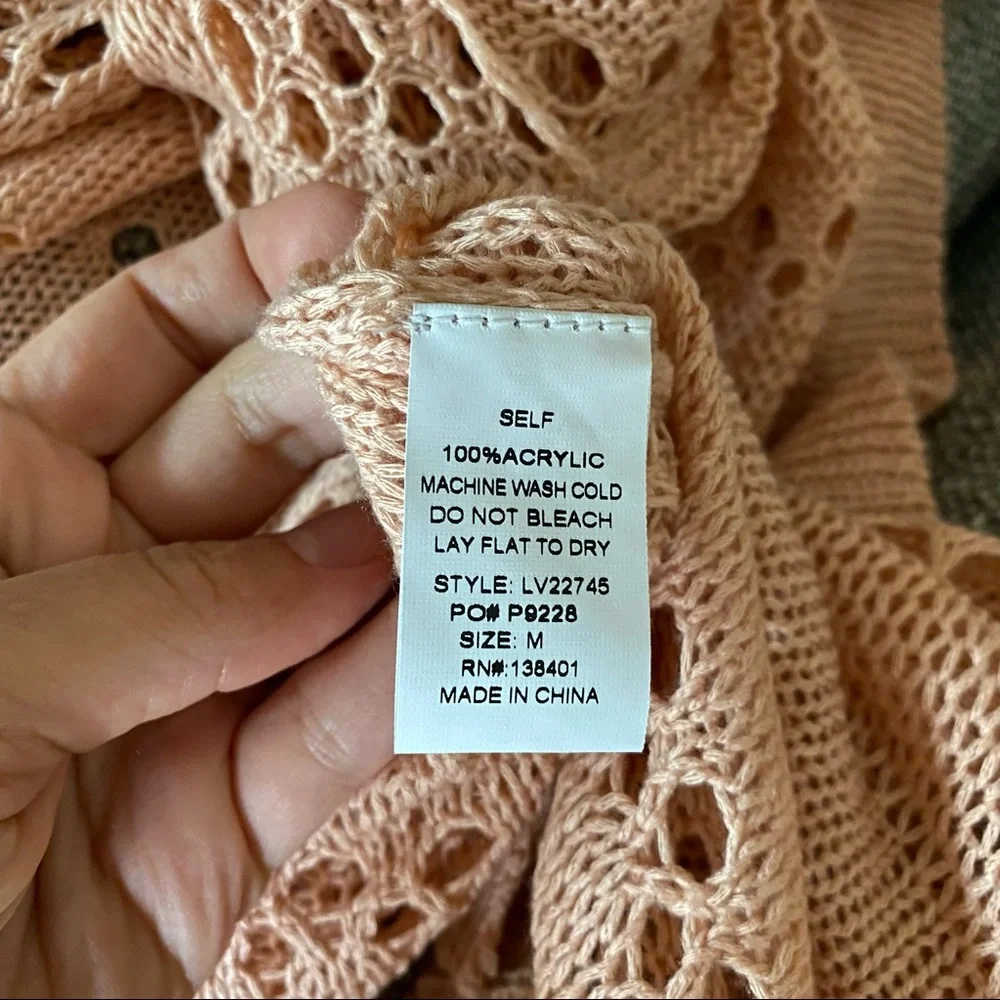 SELF
100%ACRYLIC
MACHINE WASH COLD
DO NOT BLEACH
LAY FLAT TO DRY
STYLE: LV22745
PO# P9228
SIZE: M
RN#:138401
MADE IN CHINA